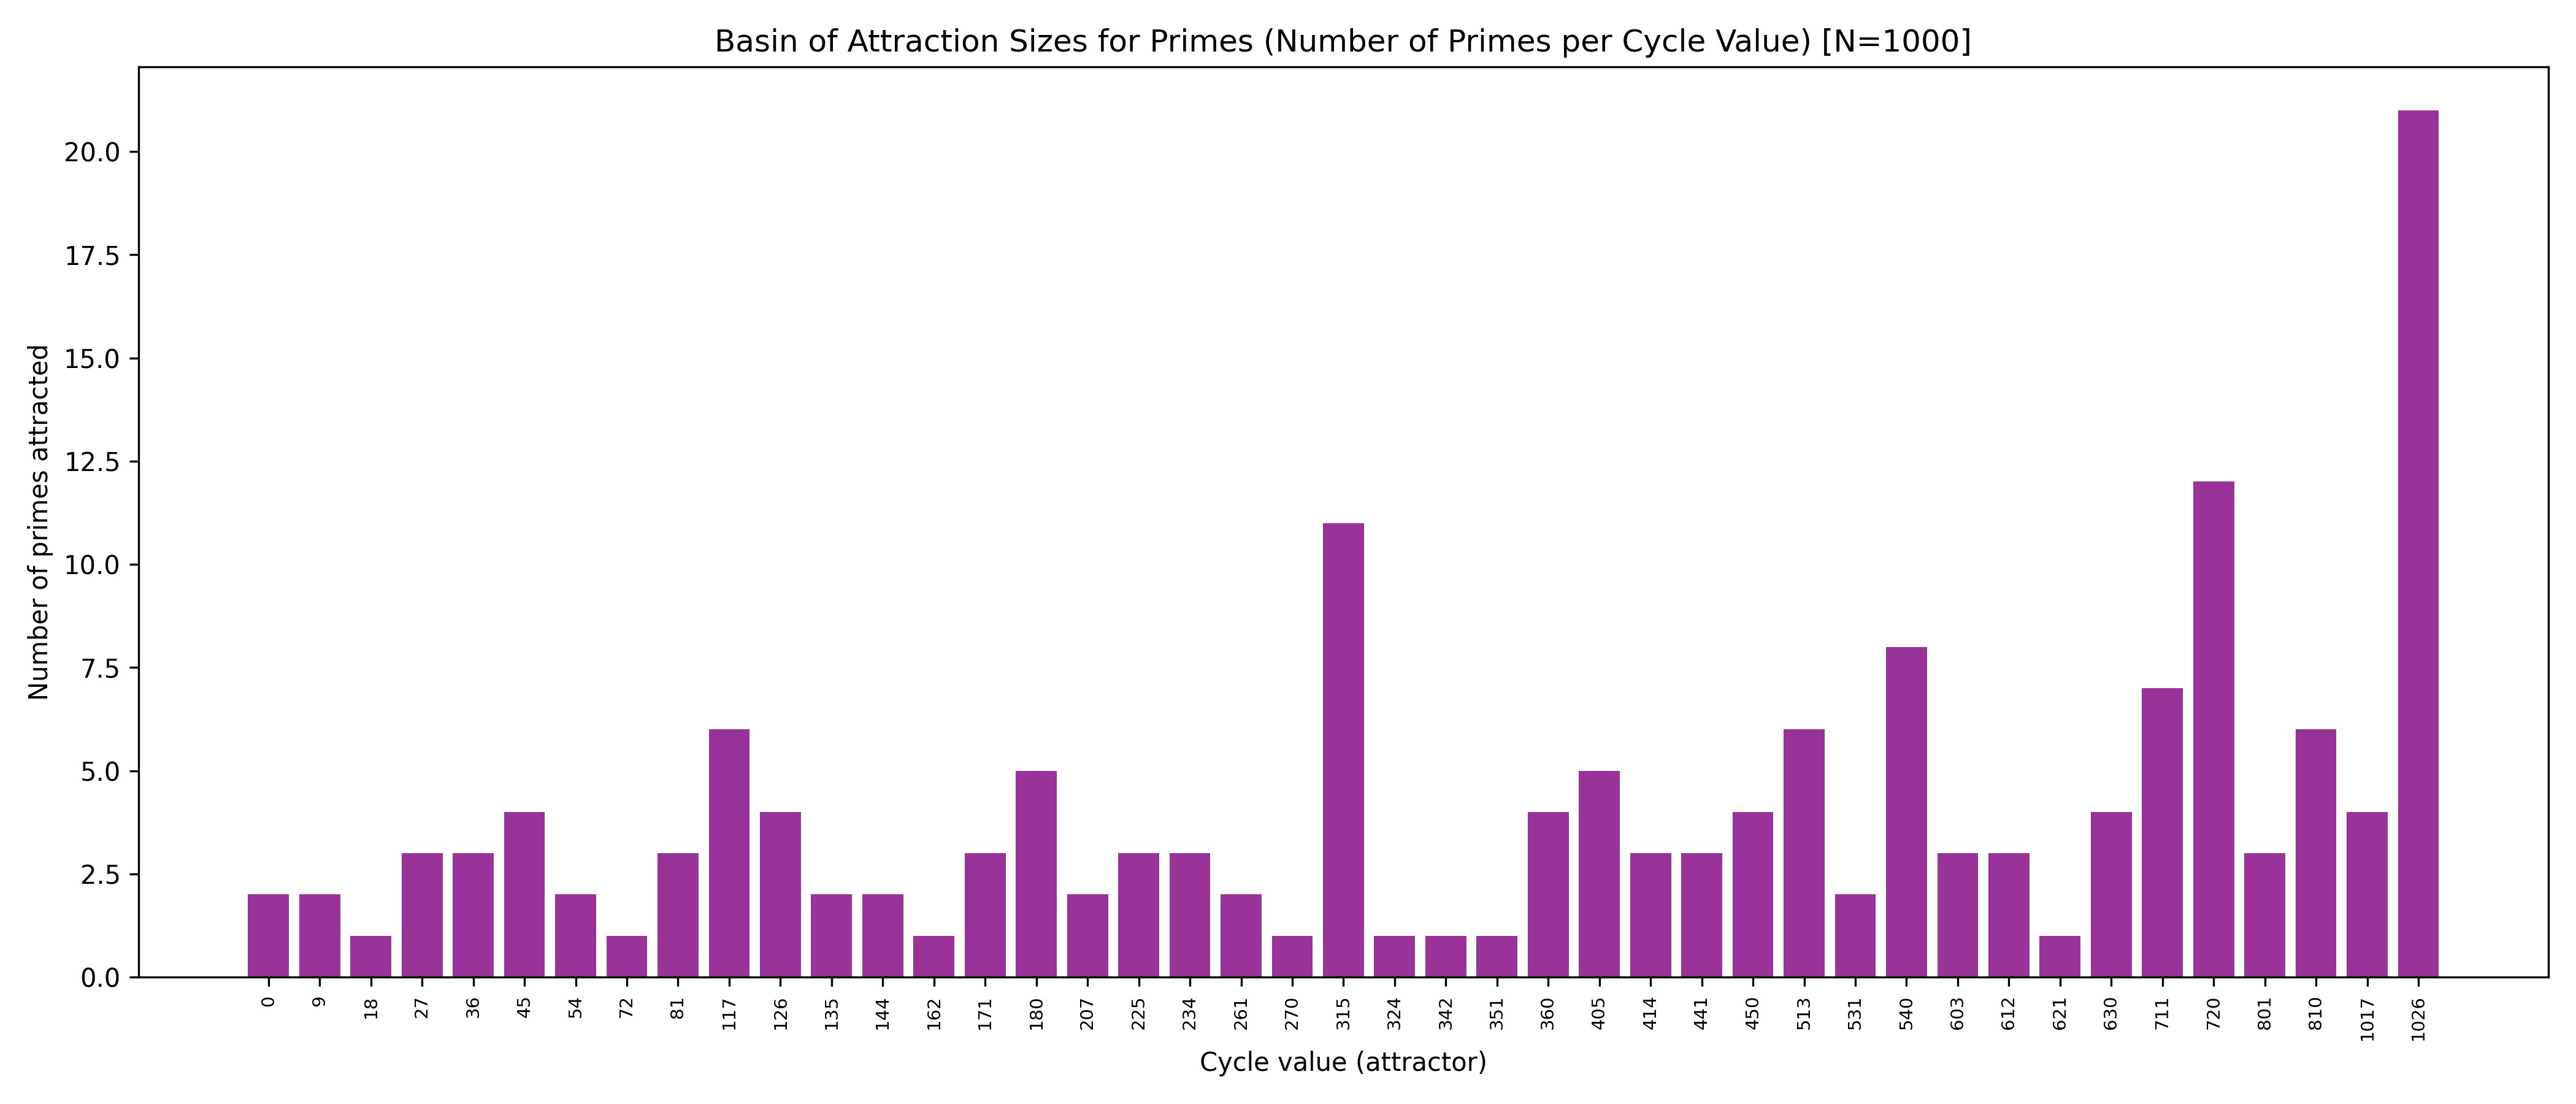 Basin of Attraction Sizes for Primes (Number of Primes per Cycle Value) [N=1000]
Number of primes attracted
20.0
17.5
15.0
12.5
10.0
7.5
5.0
2.5
0.0
0 9 18 27 36 45 54 72 81 117 126 135 144 162 171 180 207 225 234 261 270 315 324 342 351 360 405 414 441 450 513 531 540 603 612 621 630 711 720 801 810 1017 1026
Cycle value (attractor)